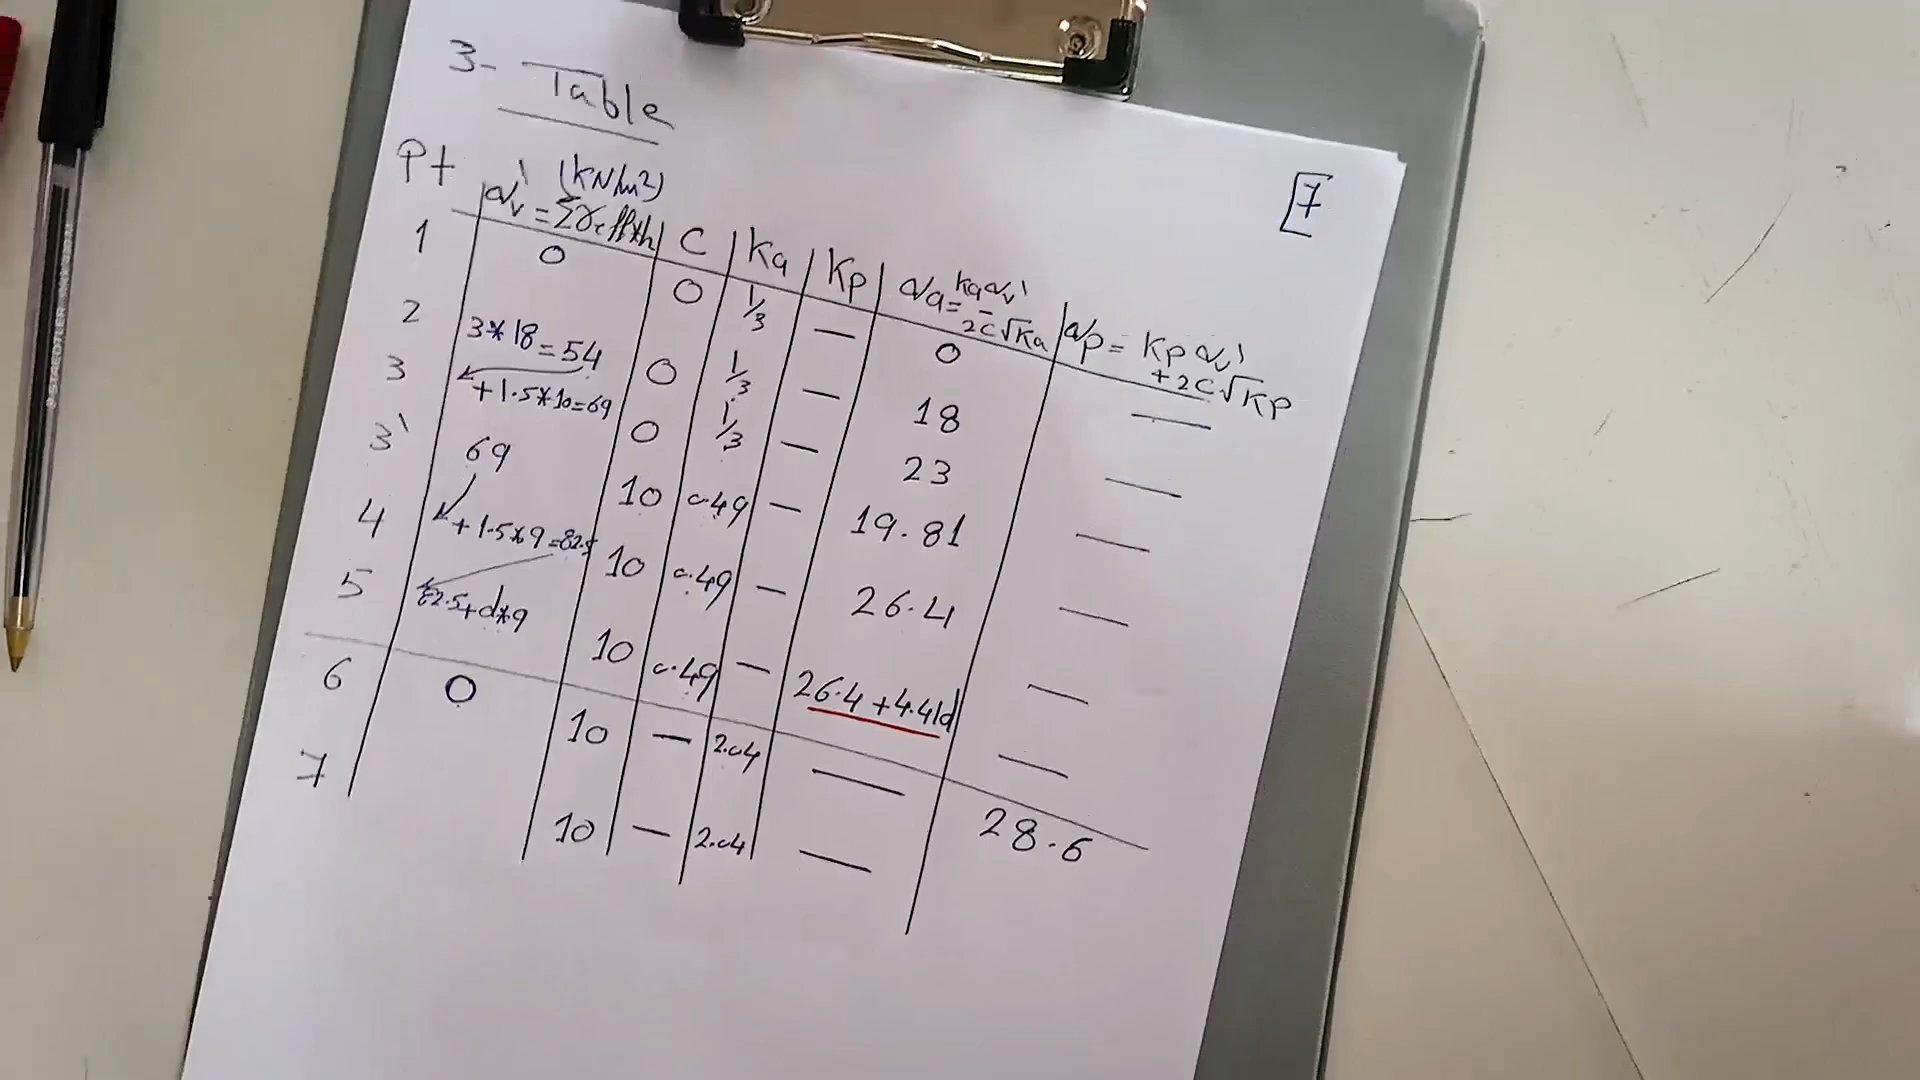 3- Table
[7
Pt | σv' = Σγeff*h (kN/m²) | C | Ka | Kp | σa = Kaσv' - 2C√Ka | σp = Kpσv' + 2C√Kp
1 | 0 | 0 | 1/3 | — | 0 | —
2 | 3*18=54 | 0 | 1/3 | — | 18 | —
3 | +1.5*10=69 | 0 | 1/3 | — | 23 | —
3' | 69 | 10 | 0.49 | — | 19.81 | —
4 | +1.5*9=82.5 | 10 | 0.49 | — | 26.4 | —
5 | 82.5+d*9 | 10 | 0.49 | — | 26.4+4.41d | —
6 | 0 | 10 | — | 2.04 | — | 28.6
7 | 10 | — | 2.04 | —
STAEDTLER